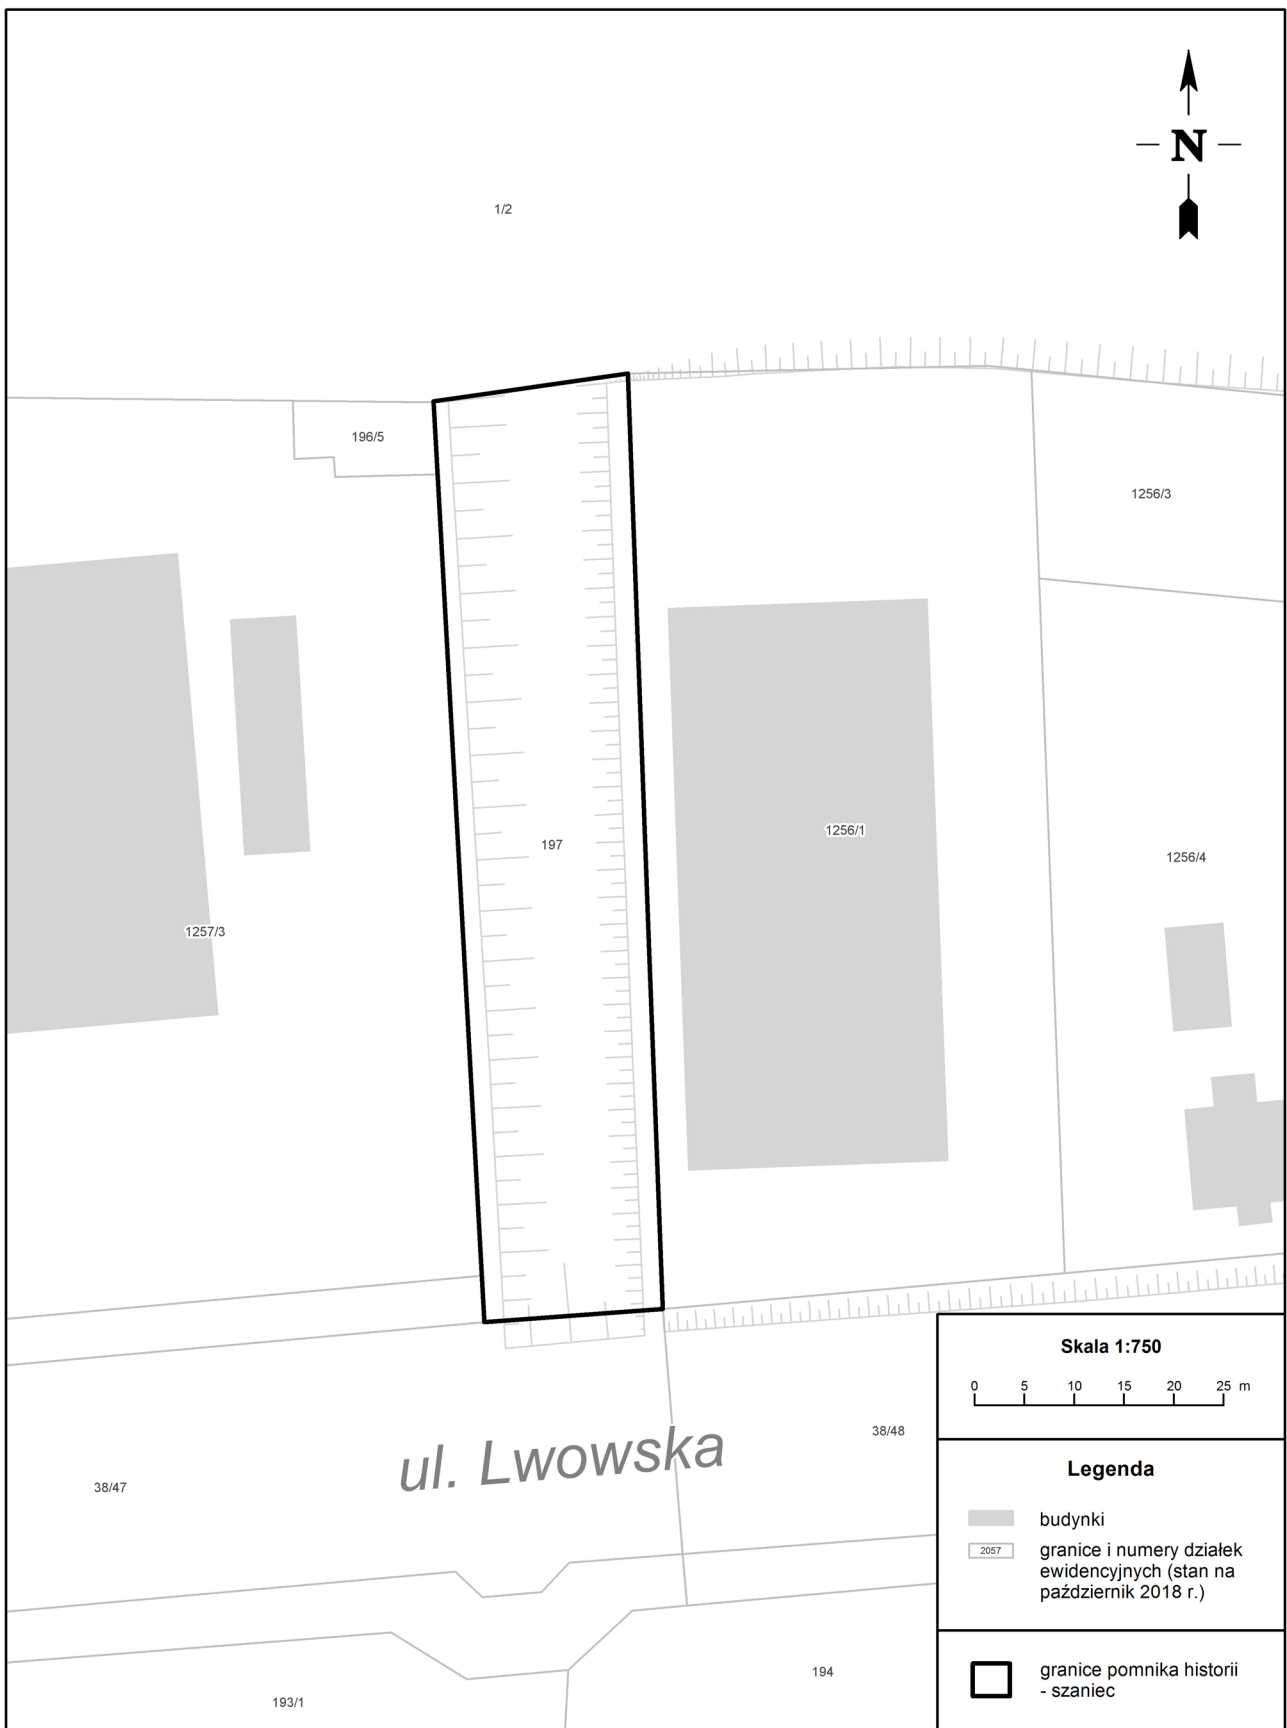 N
1/2
196/5
1256/3
1256/1
197
1256/4
1257/3
Skala 1:750
0 5 10 15 20 25 m
38/48
ul. Lwowska
38/47
Legenda
budynki
2057
granice i numery działek
ewidencyjnych (stan na
październik 2018 r.)
granice pomnika historii
- szaniec
194
193/1